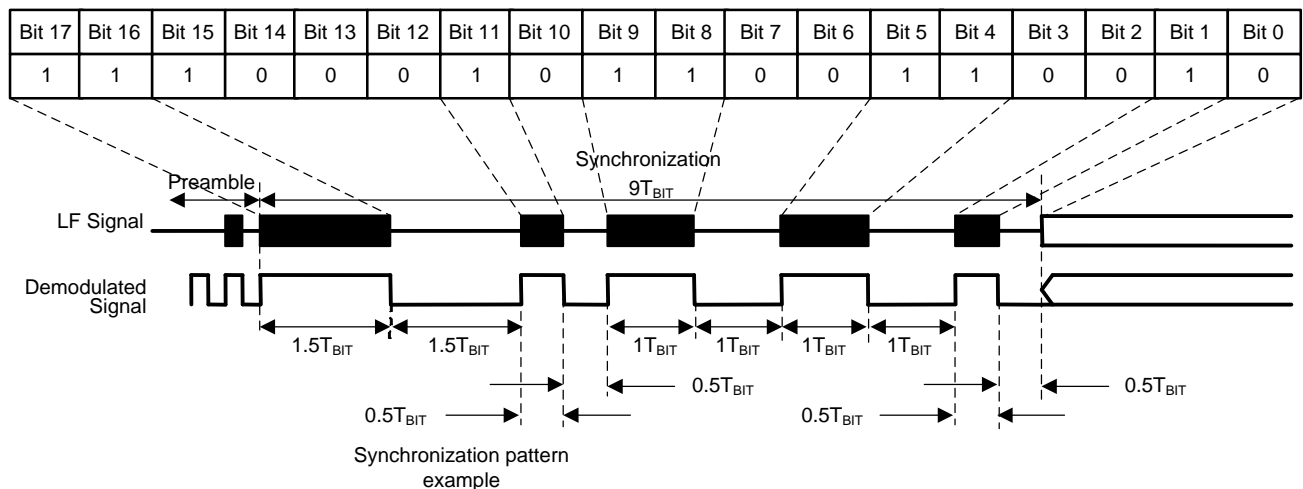 Bit 17 Bit 16 Bit 15 Bit 14 Bit 13 Bit 12 Bit 11 Bit 10 Bit 9 Bit 8 Bit 7 Bit 6 Bit 5 Bit 4 Bit 3 Bit 2 Bit 1 Bit 0
1 1 1 0 0 0 1 0 1 1 0 0 1 1 0 0 1 0
Synchronization
Preamble
9TBIT
LF Signal
Demodulated
Signal
1.5TBIT 1.5TBIT 1TBIT 1TBIT 1TBIT 1TBIT
0.5TBIT 0.5TBIT
0.5TBIT 0.5TBIT
Synchronization pattern
example